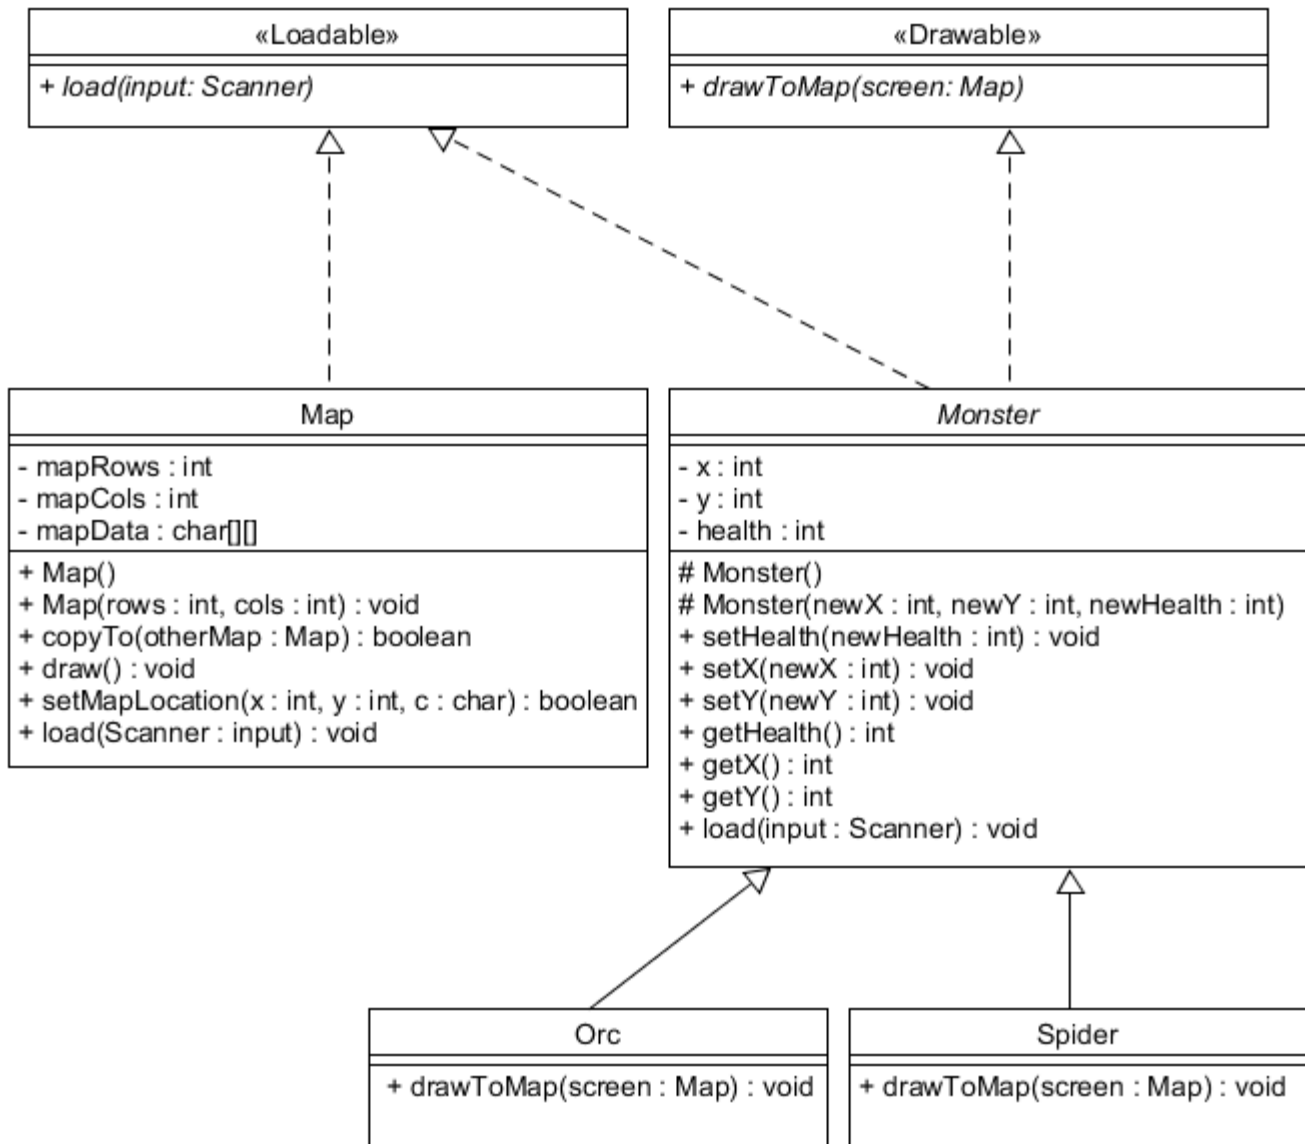 «Loadable»
+ load(input: Scanner)
«Drawable»
+ drawToMap(screen: Map)
Map
- mapRows : int
- mapCols : int
- mapData : char[][]
+ Map()
+ Map(rows : int, cols : int) : void
+ copyTo(otherMap : Map) : boolean
+ draw() : void
+ setMapLocation(x : int, y : int, c : char) : boolean
+ load(Scanner : input) : void
Monster
- x : int
- y : int
- health : int
# Monster()
# Monster(newX : int, newY : int, newHealth : int)
+ setHealth(newHealth : int) : void
+ setX(newX : int) : void
+ setY(newY : int) : void
+ getHealth() : int
+ getX() : int
+ getY() : int
+ load(input : Scanner) : void
Orc
+ drawToMap(screen : Map) : void
Spider
+ drawToMap(screen : Map) : void